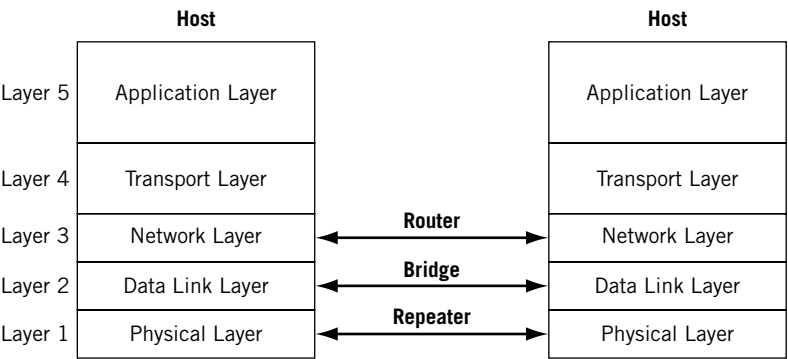 Host Host
Layer 5 Application Layer Application Layer
Layer 4 Transport Layer Transport Layer
Router
Layer 3 Network Layer Network Layer
Bridge
Layer 2 Data Link Layer Data Link Layer
Repeater
Layer 1 Physical Layer Physical Layer